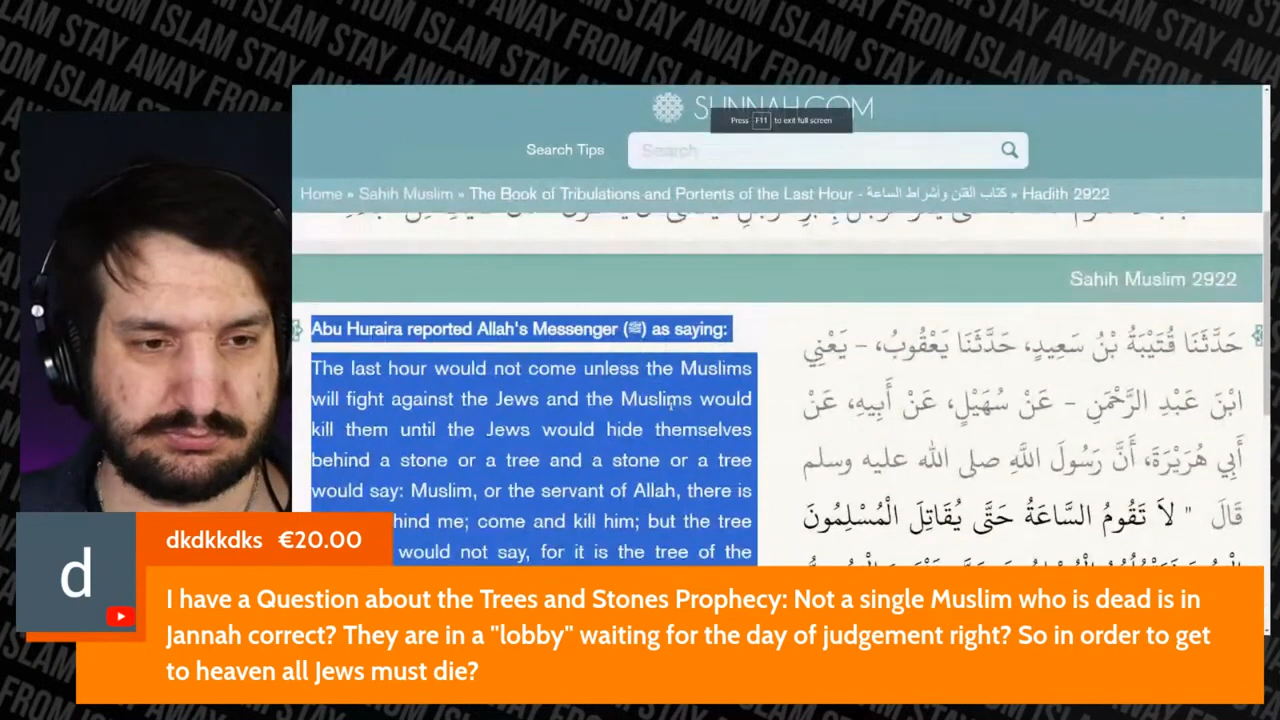 ISLAM STAY AWAY FROM ISLAM STAY AWAY FROM ISLAM STAY AWAY FROM
SUNNAH.COM
Press F11 to exit full screen
Search Tips
Search
Home » Sahih Muslim » The Book of Tribulations and Portents of the Last Hour - كتاب الفتن وأشراط الساعة » Hadith 2922
Sahih Muslim 2922
Abu Huraira reported Allah's Messenger (ﷺ) as saying:
The last hour would not come unless the Muslims
will fight against the Jews and the Muslims would
kill them until the Jews would hide themselves
behind a stone or a tree and a stone or a tree
would say: Muslim, or the servant of Allah, there is
hind me; come and kill him; but the tree
would not say, for it is the tree of the
حَدَّثَنَا قُتَيْبَةُ بْنُ سَعِيدٍ، حَدَّثَنَا يَعْقُوبُ، - يَعْنِي
ابْنَ عَبْدِ الرَّحْمَنِ - عَنْ سُهَيْلٍ، عَنْ أَبِيهِ، عَنْ
أَبِي هُرَيْرَةَ، أَنَّ رَسُولَ اللَّهِ صلى الله عليه وسلم
قَالَ " لاَ تَقُومُ السَّاعَةُ حَتَّى يُقَاتِلَ الْمُسْلِمُونَ
d
dkdkkdks €20.00
I have a Question about the Trees and Stones Prophecy: Not a single Muslim who is dead is in
Jannah correct? They are in a "lobby" waiting for the day of judgement right? So in order to get
to heaven all Jews must die?